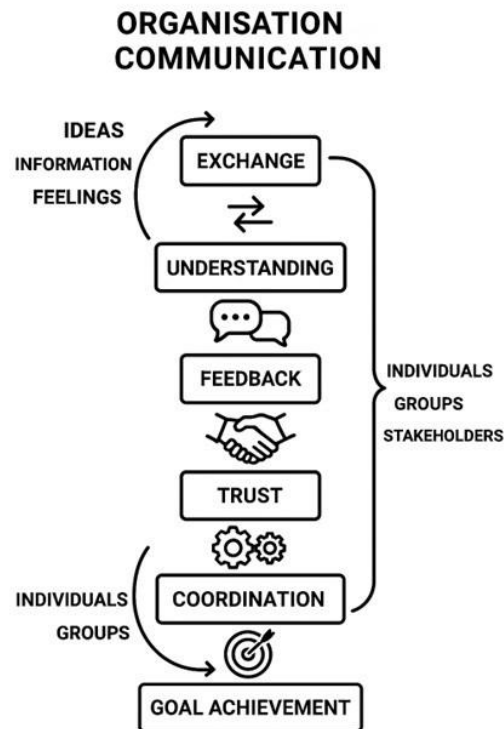 ORGANISATION
COMMUNICATION
IDEAS
INFORMATION
FEELINGS
EXCHANGE
UNDERSTANDING
FEEDBACK
INDIVIDUALS
GROUPS
STAKEHOLDERS
TRUST
INDIVIDUALS
GROUPS
COORDINATION
GOAL ACHIEVEMENT